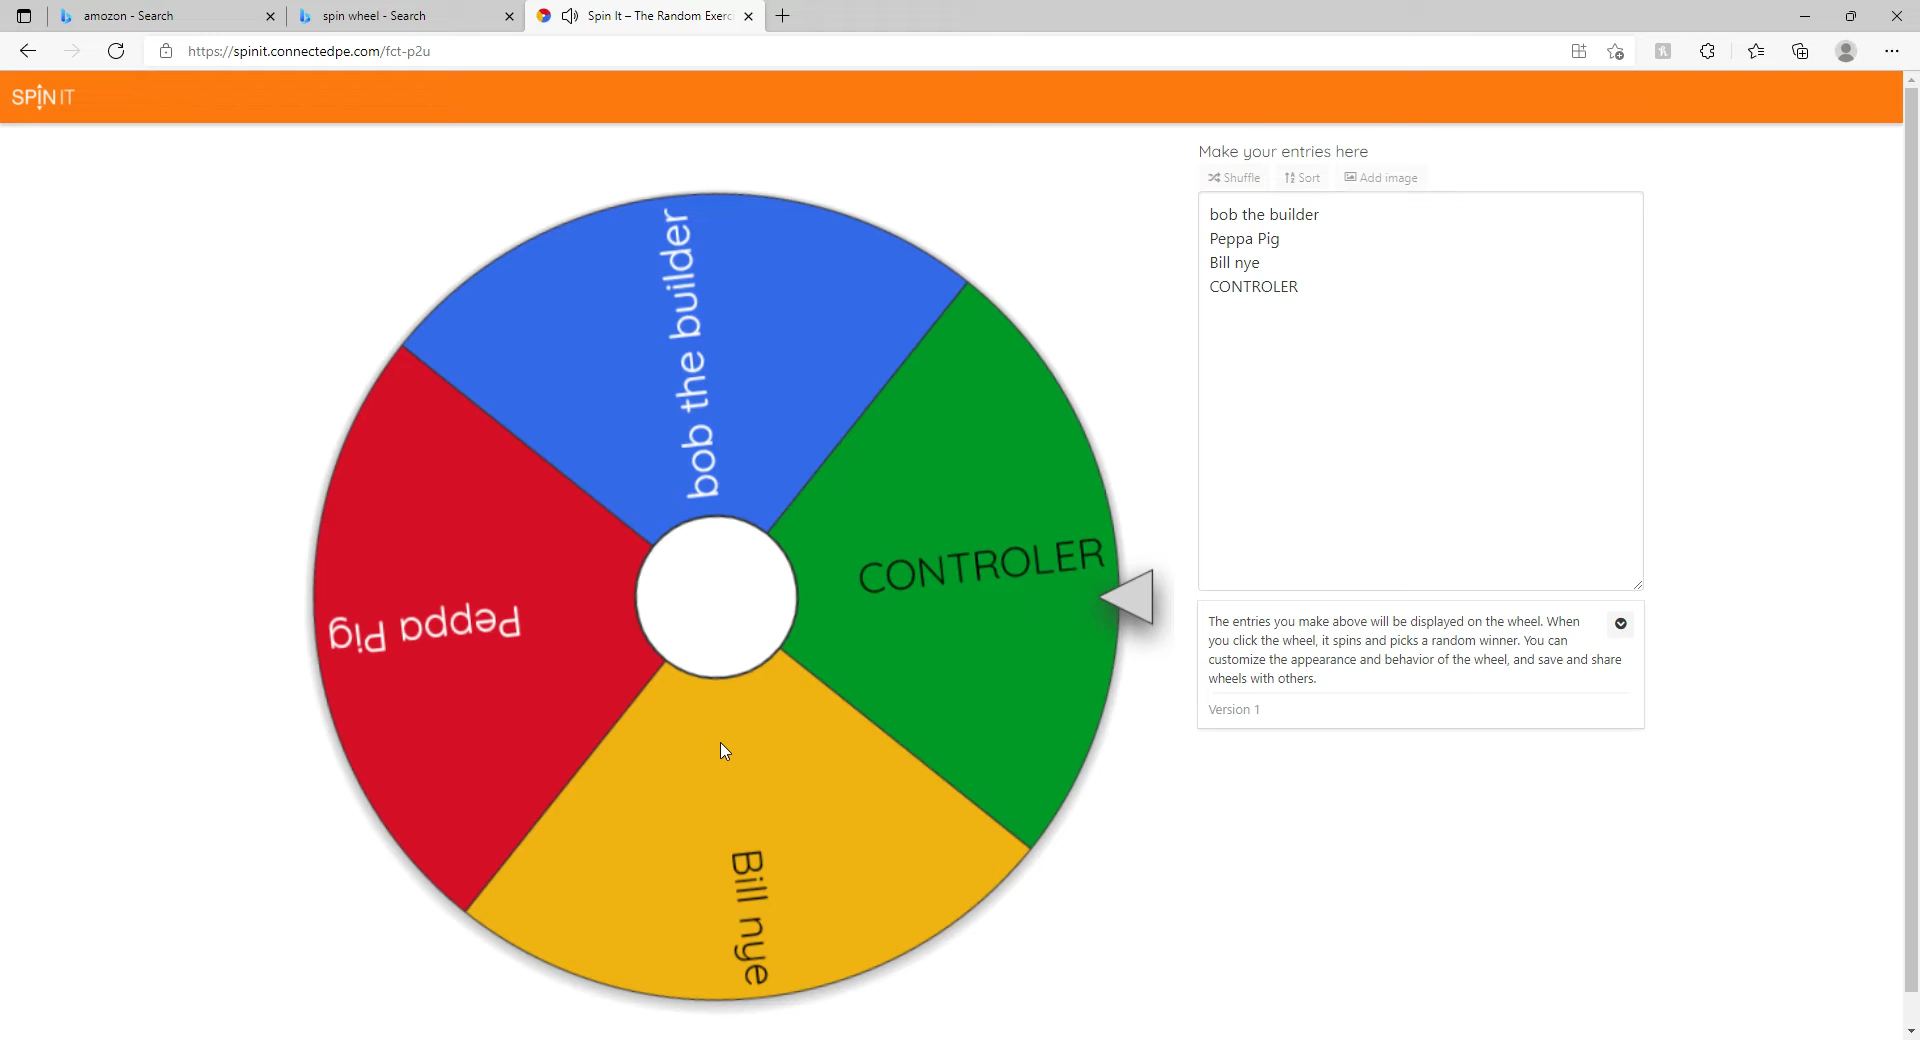 amozon - Search
spin wheel - Search
Spin It – The Random Exerc
https://spinit.connectedpe.com/fct-p2u
SPIN IT
Make your entries here
Shuffle
Sort
Add image
bob the builder
Peppa Pig
Bill nye
CONTROLER
bob the builder
CONTROLER
Peppa Pig
Bill nye
The entries you make above will be displayed on the wheel. When
you click the wheel, it spins and picks a random winner. You can
customize the appearance and behavior of the wheel, and save and share
wheels with others.
Version 1